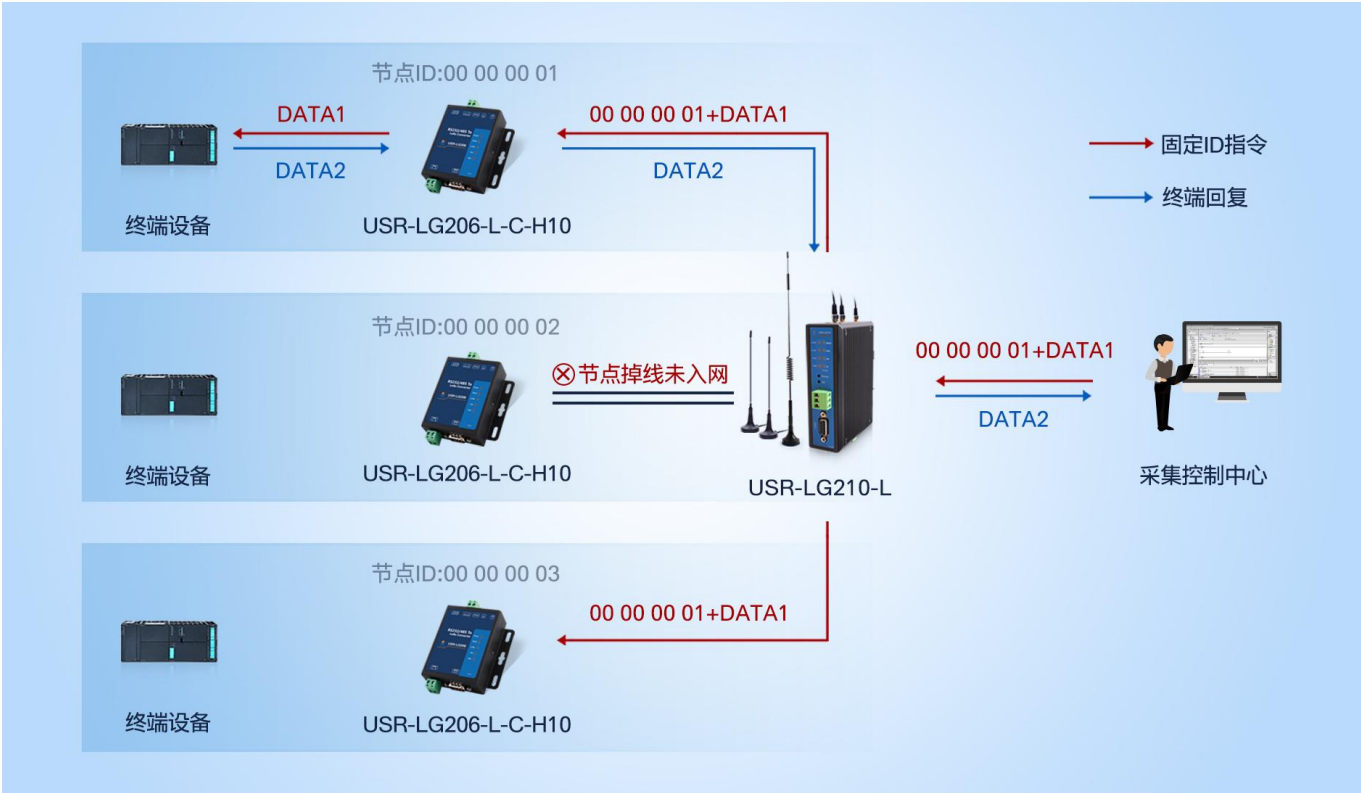 节点ID:00 00 00 01
DATA1
00 00 00 01+DATA1
DATA2
DATA2
终端设备
USR-LG206-L-C-H10
固定ID指令
终端回复
节点ID:00 00 00 02
节点掉线未入网
终端设备
USR-LG206-L-C-H10
USR-LG210-L
00 00 00 01+DATA1
DATA2
采集控制中心
节点ID:00 00 00 03
00 00 00 01+DATA1
终端设备
USR-LG206-L-C-H10